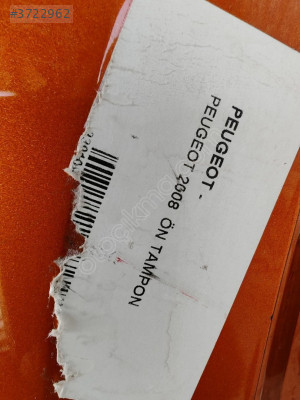 #3722962
PEUGEOT -
PEUGEOT 2008 ÖN TAMPON